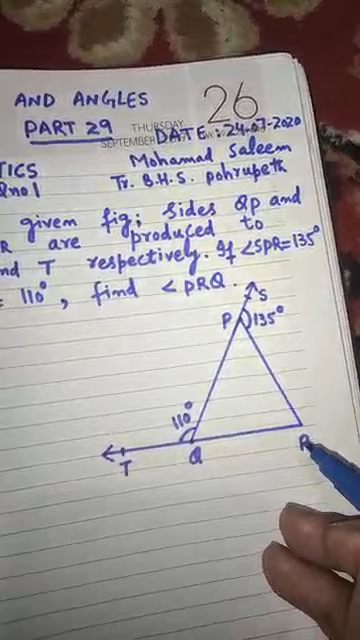 AND ANGLES
26
PART 29
THURSDAY
SEPTEMBER
DATE: 24-07-2020
TICS
Mohamad Saleem
Qno1
Tr. B.H.S. pohrupeth
given fig; Sides QP and
R are produced to
nd T respectively. If <SPR=135°
= 110°, find <PRQ.
S
P 135°
110°
T Q R